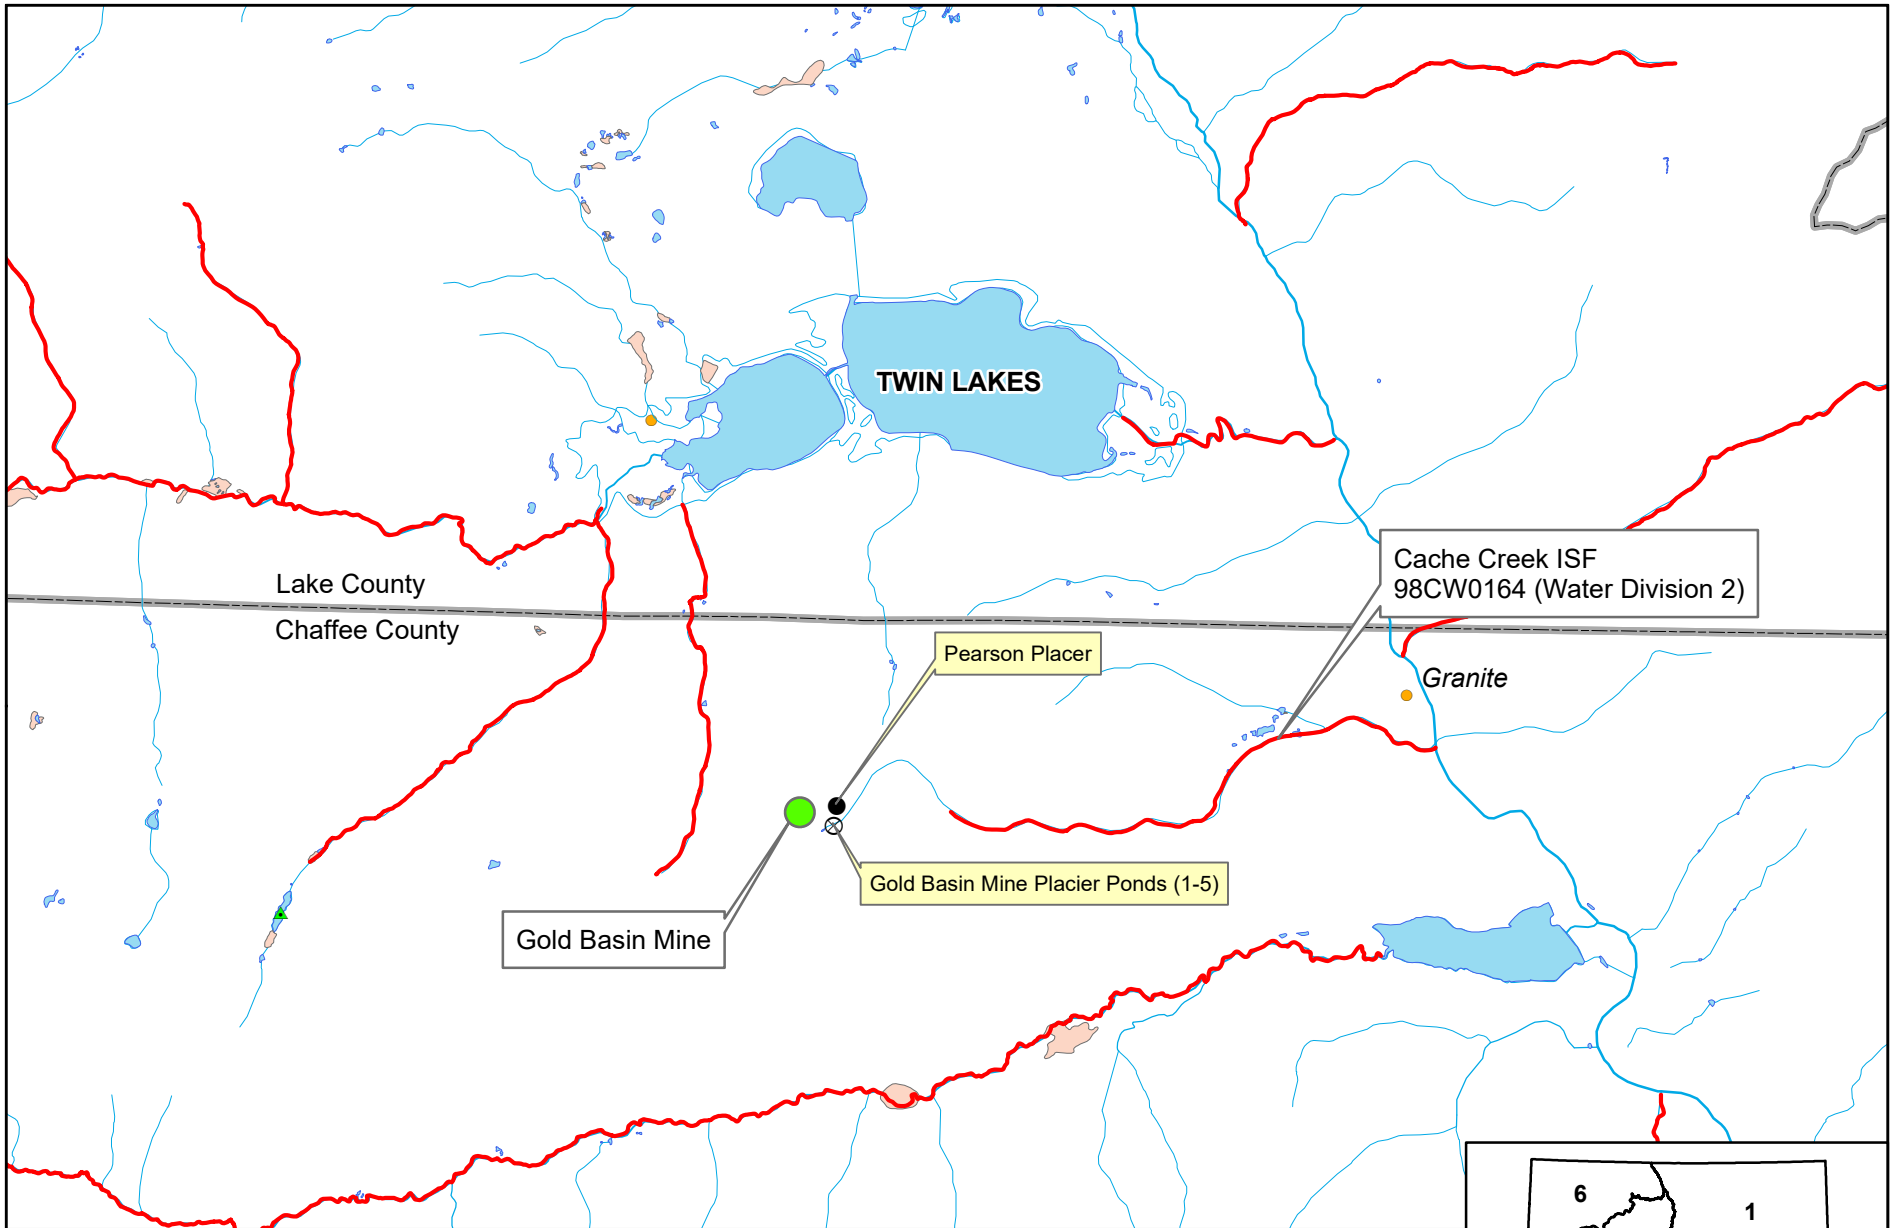 TWIN LAKES
Cache Creek ISF
98CW0164 (Water Division 2)
Lake County
Chaffee County
Pearson Placer
Granite
Gold Basin Mine Placier Ponds (1-5)
Gold Basin Mine
6
1